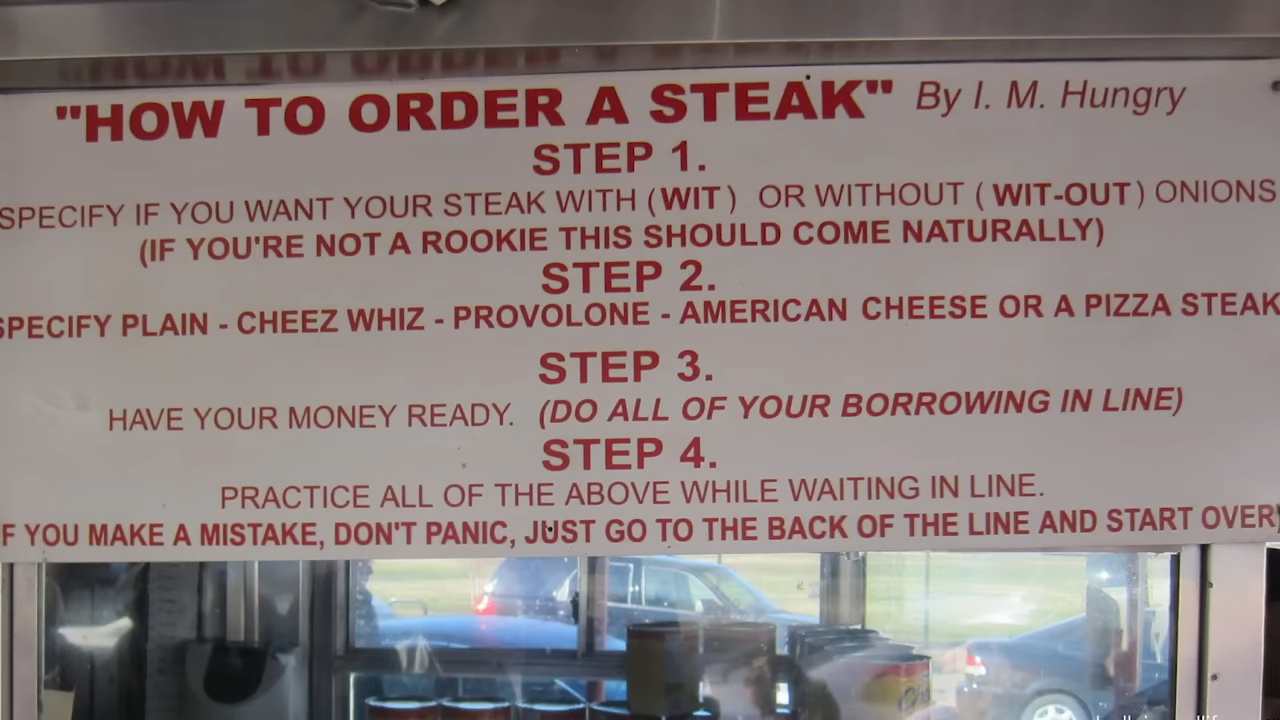 "HOW TO ORDER A STEAK" By I. M. Hungry
STEP 1.
SPECIFY IF YOU WANT YOUR STEAK WITH (WIT) OR WITHOUT (WIT-OUT) ONIONS
(IF YOU'RE NOT A ROOKIE THIS SHOULD COME NATURALLY)
STEP 2.
SPECIFY PLAIN - CHEEZ WHIZ - PROVOLONE - AMERICAN CHEESE OR A PIZZA STEAK
STEP 3.
HAVE YOUR MONEY READY. (DO ALL OF YOUR BORROWING IN LINE)
STEP 4.
PRACTICE ALL OF THE ABOVE WHILE WAITING IN LINE.
IF YOU MAKE A MISTAKE, DON'T PANIC, JUST GO TO THE BACK OF THE LINE AND START OVER